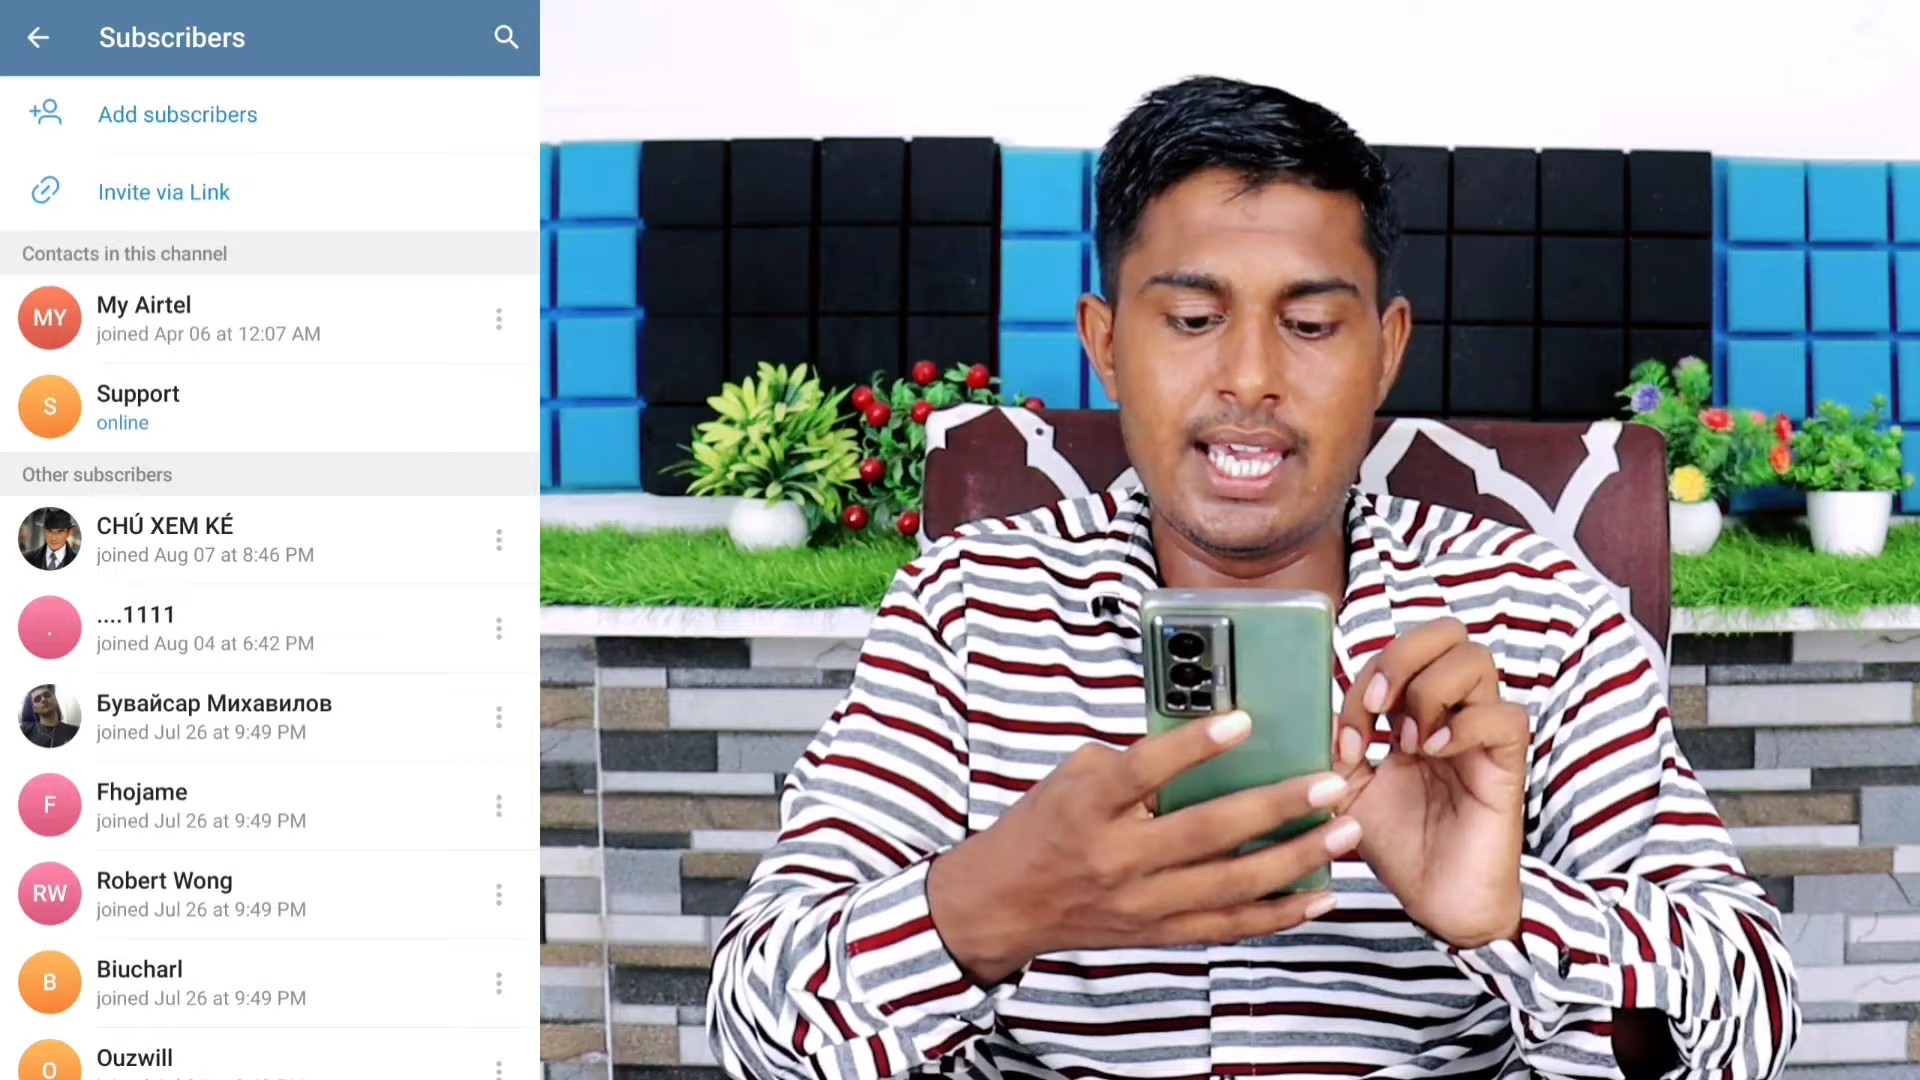 Subscribers
Add subscribers
Invite via Link
Contacts in this channel
MY
My Airtel
joined Apr 06 at 12:07 AM
S
Support
online
Other subscribers
CHÚ XEM KÉ
joined Aug 07 at 8:46 PM
.
....1111
joined Aug 04 at 6:42 PM
Бувайсар Михавилов
joined Jul 26 at 9:49 PM
F
Fhojame
joined Jul 26 at 9:49 PM
RW
Robert Wong
joined Jul 26 at 9:49 PM
B
Biucharl
joined Jul 26 at 9:49 PM
O
Ouzwill